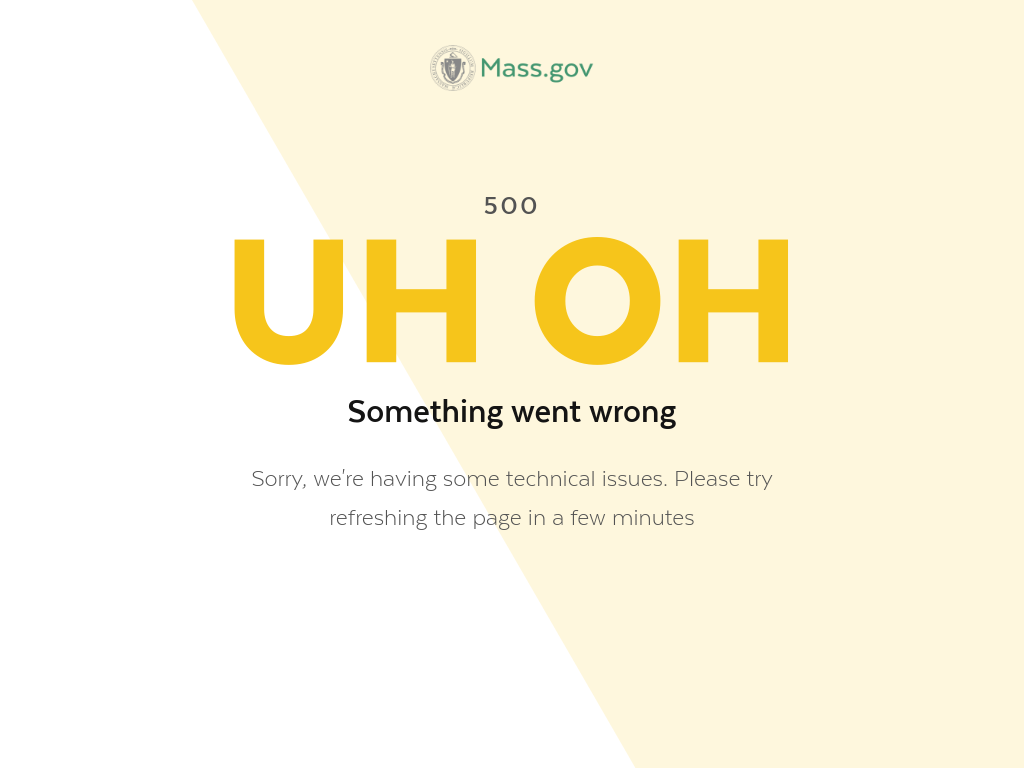 Mass.gov
500
UH OH
Something went wrong
Sorry, we're having some technical issues. Please try
refreshing the page in a few minutes